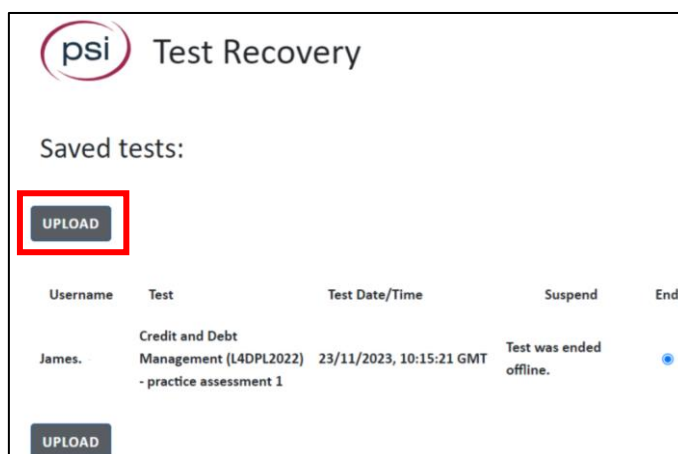 psi Test Recovery
Saved tests:
UPLOAD
Username Test Test Date/Time Suspend End
Credit and Debt
James. Management (L4DPL2022) 23/11/2023, 10:15:21 GMT Test was ended offline.
- practice assessment 1
UPLOAD